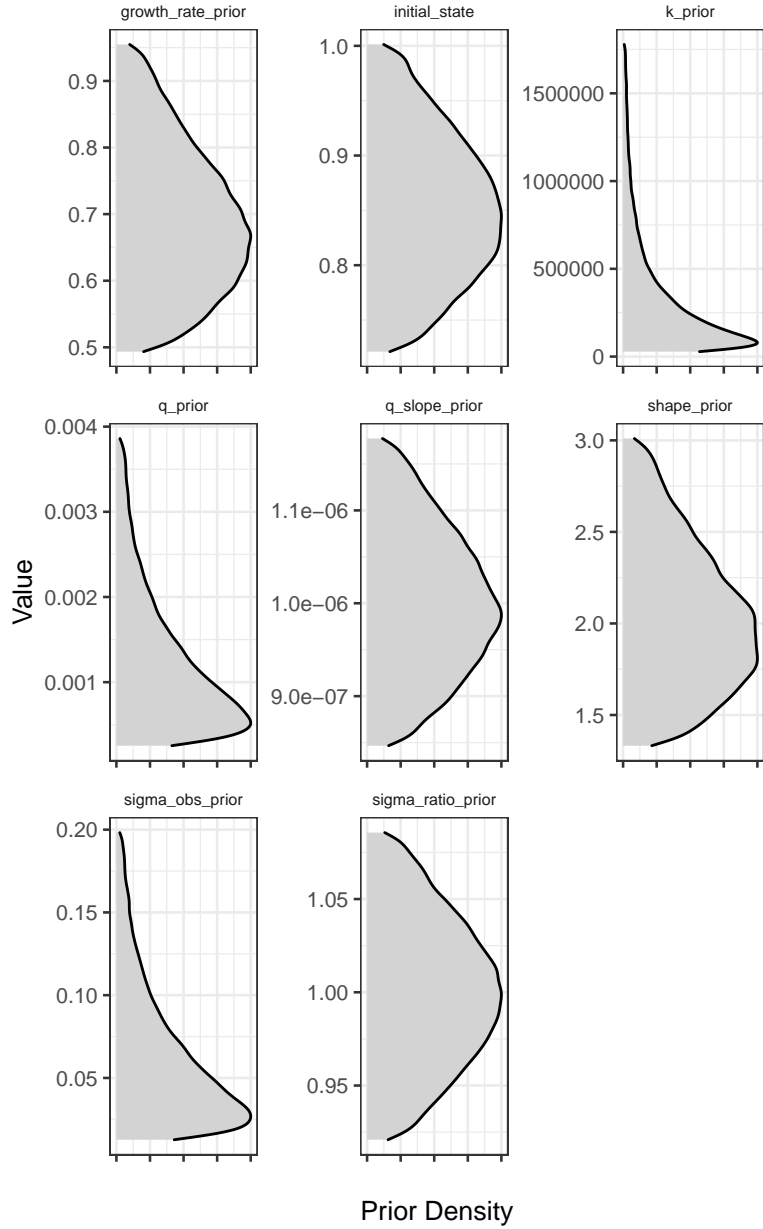 growth_rate_prior
initial_state
k_prior
0.9
0.8
0.7
0.6
0.5
1.0
0.9
0.8
1500000
1000000
500000
0
q_prior
q_slope_prior
shape_prior
0.004
0.003
0.002
0.001
1.1e−06
1.0e−06
9.0e−07
3.0
2.5
2.0
1.5
Value
sigma_obs_prior
sigma_ratio_prior
0.20
0.15
0.10
0.05
1.05
1.00
0.95
Prior Density